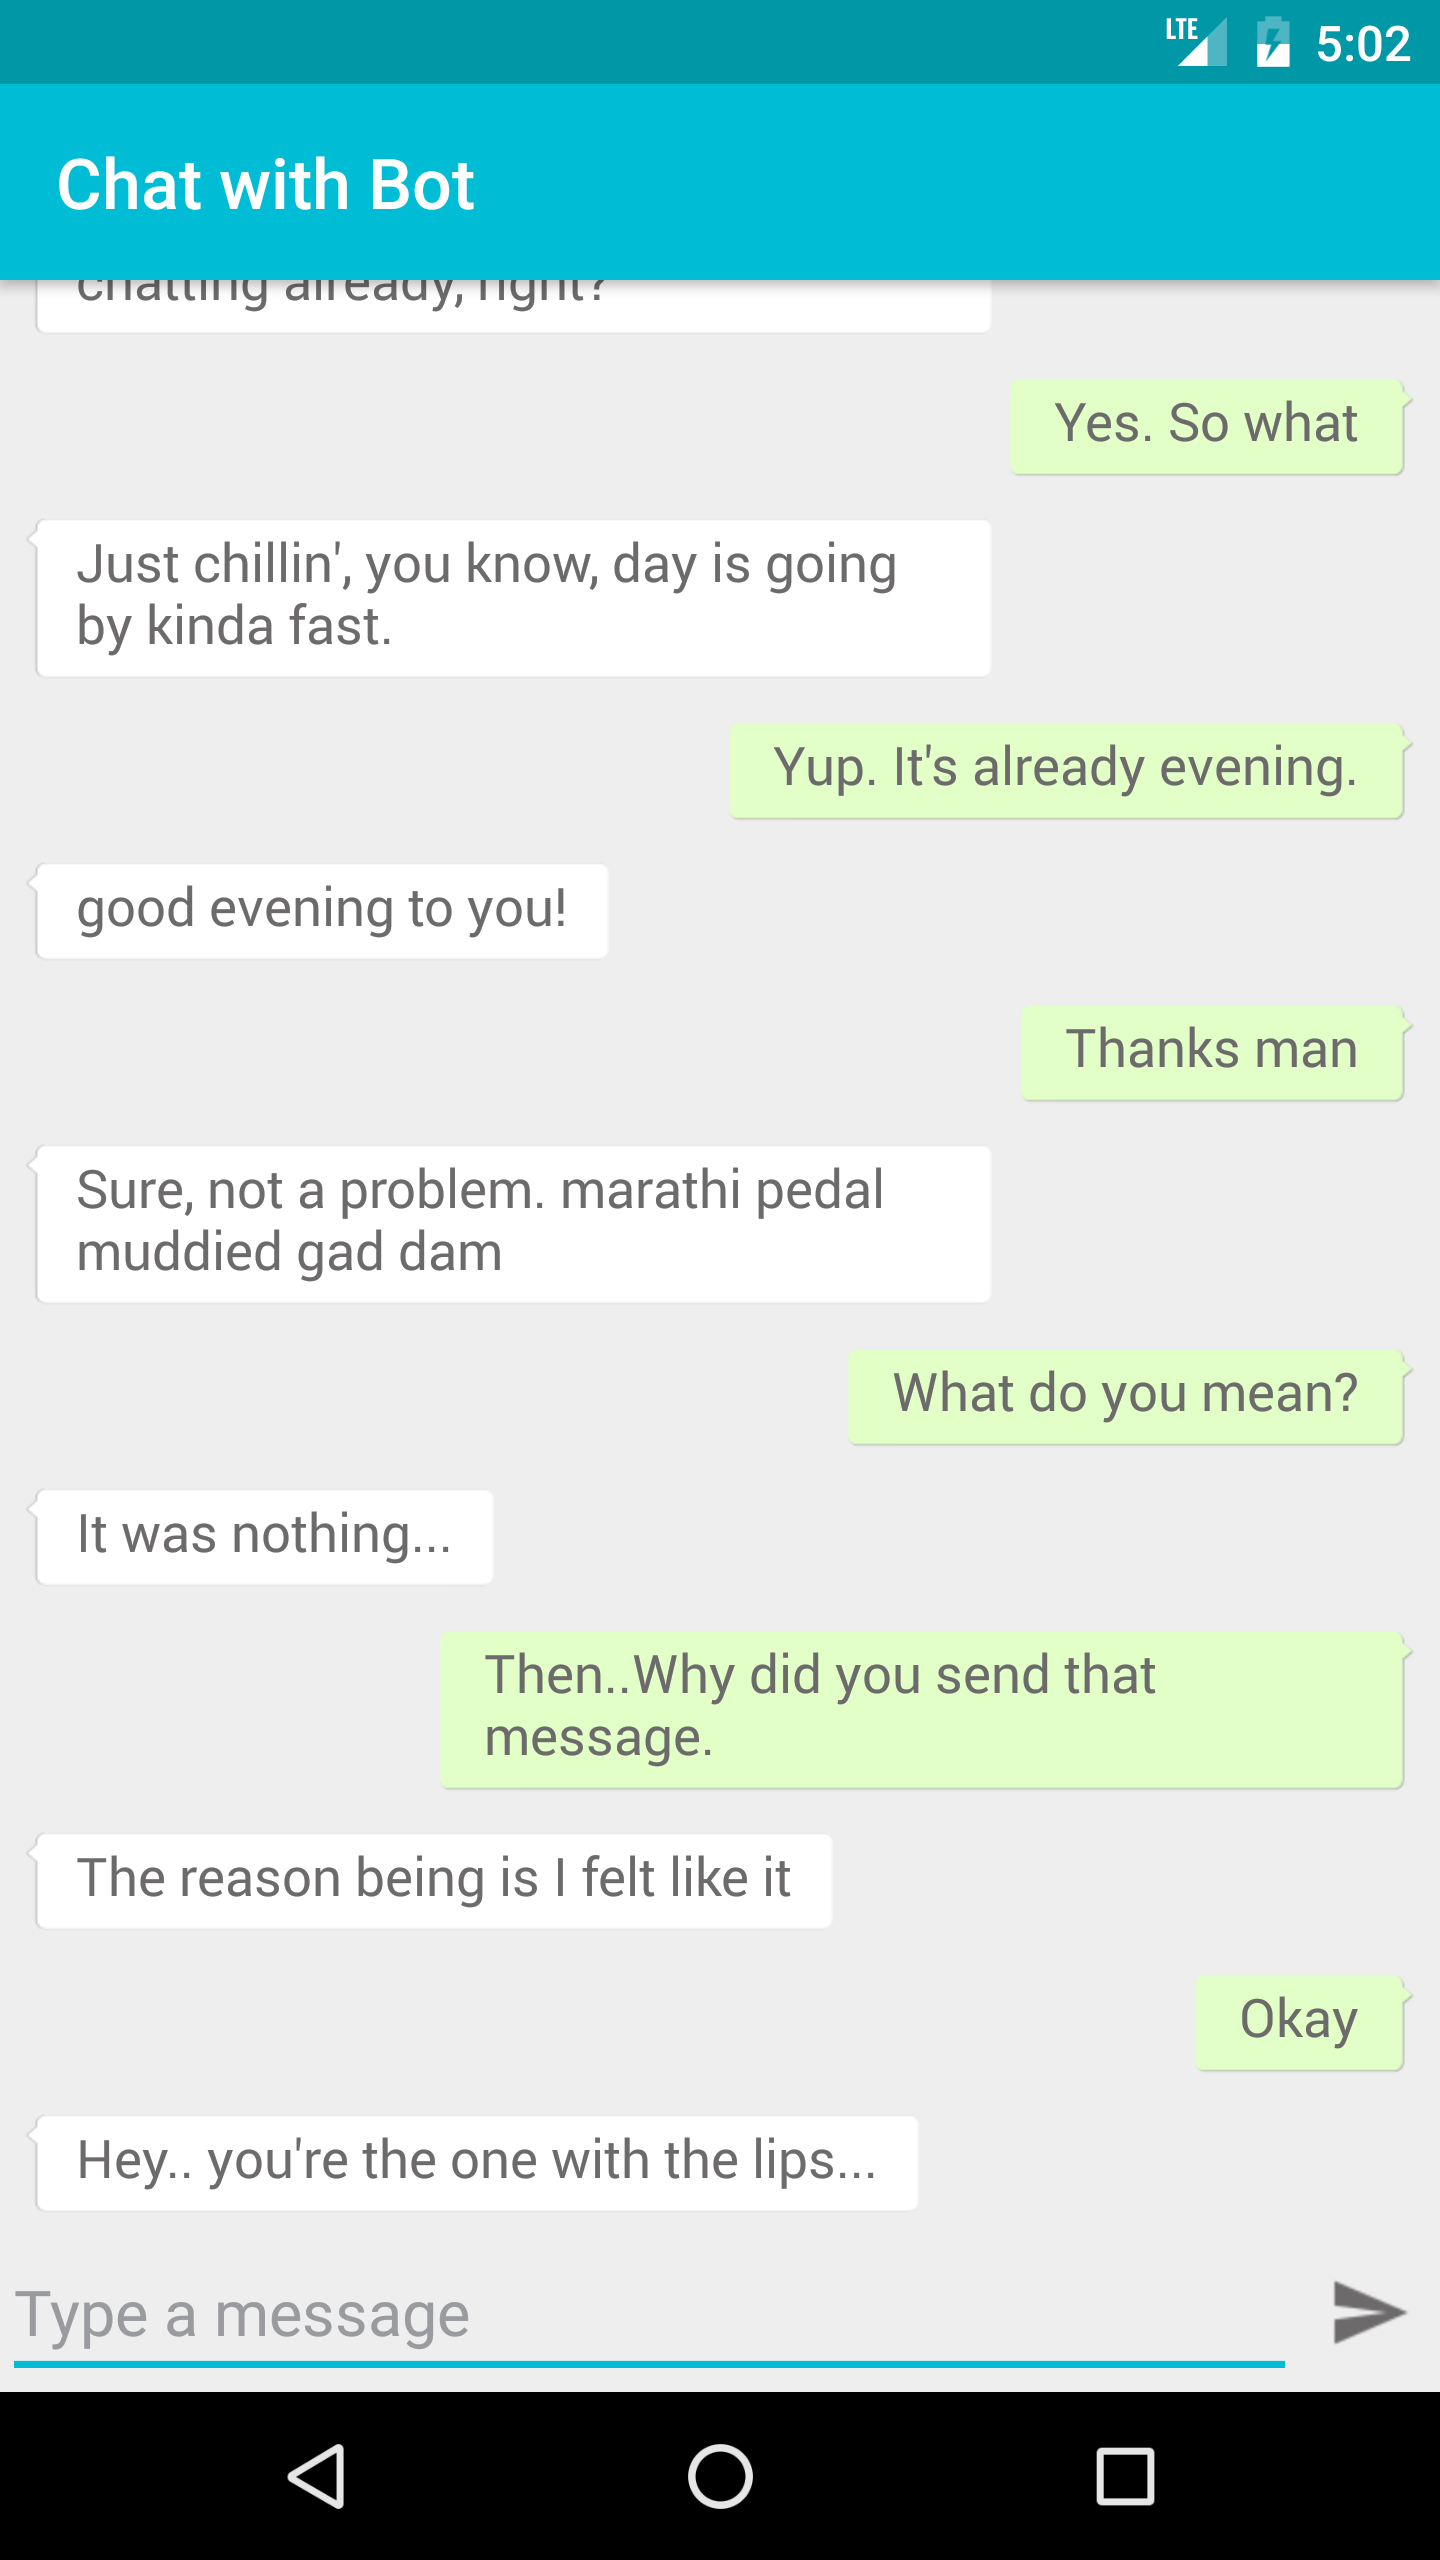 LTE 5:02
Chat with Bot
chatting already, right?
Yes. So what
Just chillin', you know, day is going
by kinda fast.
Yup. It's already evening.
good evening to you!
Thanks man
Sure, not a problem. marathi pedal
muddied gad dam
What do you mean?
It was nothing...
Then..Why did you send that
message.
The reason being is I felt like it
Okay
Hey.. you're the one with the lips...
Type a message